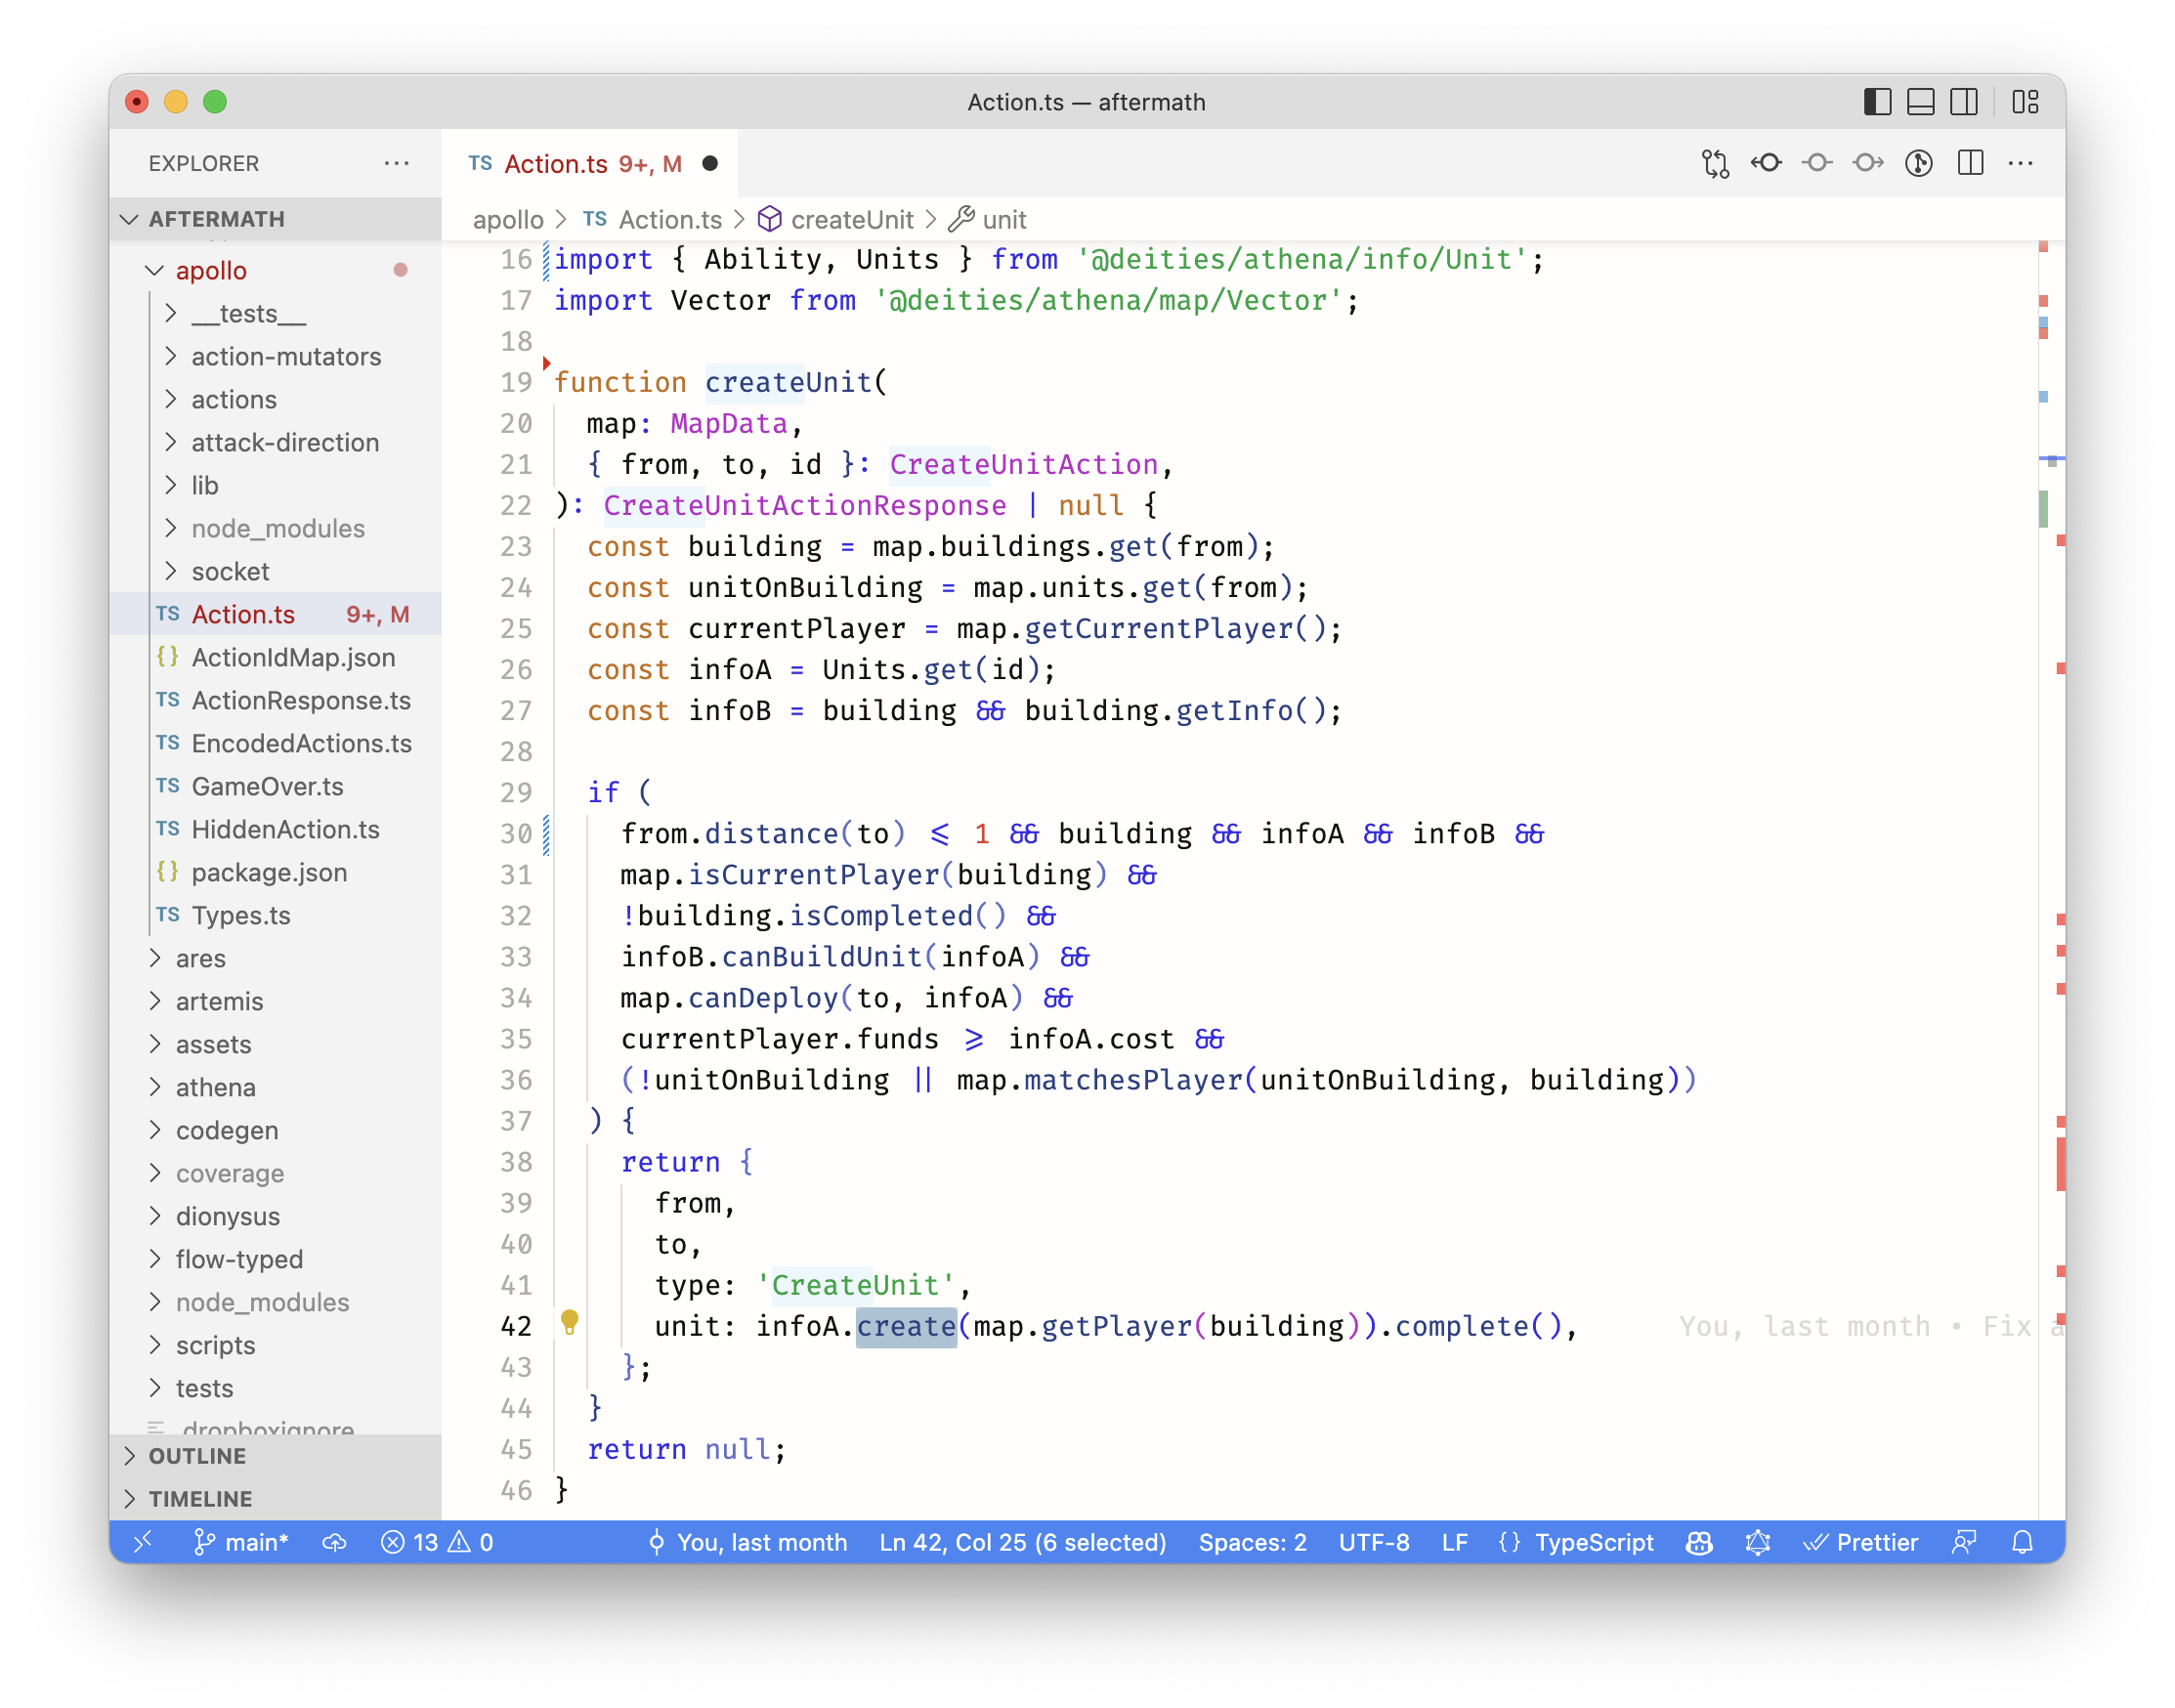 Action.ts — aftermath
EXPLORER
AFTERMATH
apollo
__tests__
action-mutators
actions
attack-direction
lib
node_modules
socket
TS Action.ts 9+, M
{} ActionIdMap.json
TS ActionResponse.ts
TS EncodedActions.ts
TS GameOver.ts
TS HiddenAction.ts
{} package.json
TS Types.ts
ares
artemis
assets
athena
codegen
coverage
dionysus
flow-typed
node_modules
scripts
tests
.dropboxignore
OUTLINE
TIMELINE
TS Action.ts 9+, M
apollo > TS Action.ts > createUnit > unit
16 import { Ability, Units } from '@deities/athena/info/Unit';
17 import Vector from '@deities/athena/map/Vector';
18
19 function createUnit(
20 map: MapData,
21 { from, to, id }: CreateUnitAction,
22 ): CreateUnitActionResponse | null {
23 const building = map.buildings.get(from);
24 const unitOnBuilding = map.units.get(from);
25 const currentPlayer = map.getCurrentPlayer();
26 const infoA = Units.get(id);
27 const infoB = building && building.getInfo();
28
29 if (
30 from.distance(to) <= 1 && building && infoA && infoB &&
31 map.isCurrentPlayer(building) &&
32 !building.isCompleted() &&
33 infoB.canBuildUnit(infoA) &&
34 map.canDeploy(to, infoA) &&
35 currentPlayer.funds >= infoA.cost &&
36 (!unitOnBuilding || map.matchesPlayer(unitOnBuilding, building))
37 ) {
38 return {
39 from,
40 to,
41 type: 'CreateUnit',
42 unit: infoA.create(map.getPlayer(building)).complete(), You, last month • Fix a
43 };
44 }
45 return null;
46 }
main* 13 0 You, last month Ln 42, Col 25 (6 selected) Spaces: 2 UTF-8 LF {} TypeScript Prettier